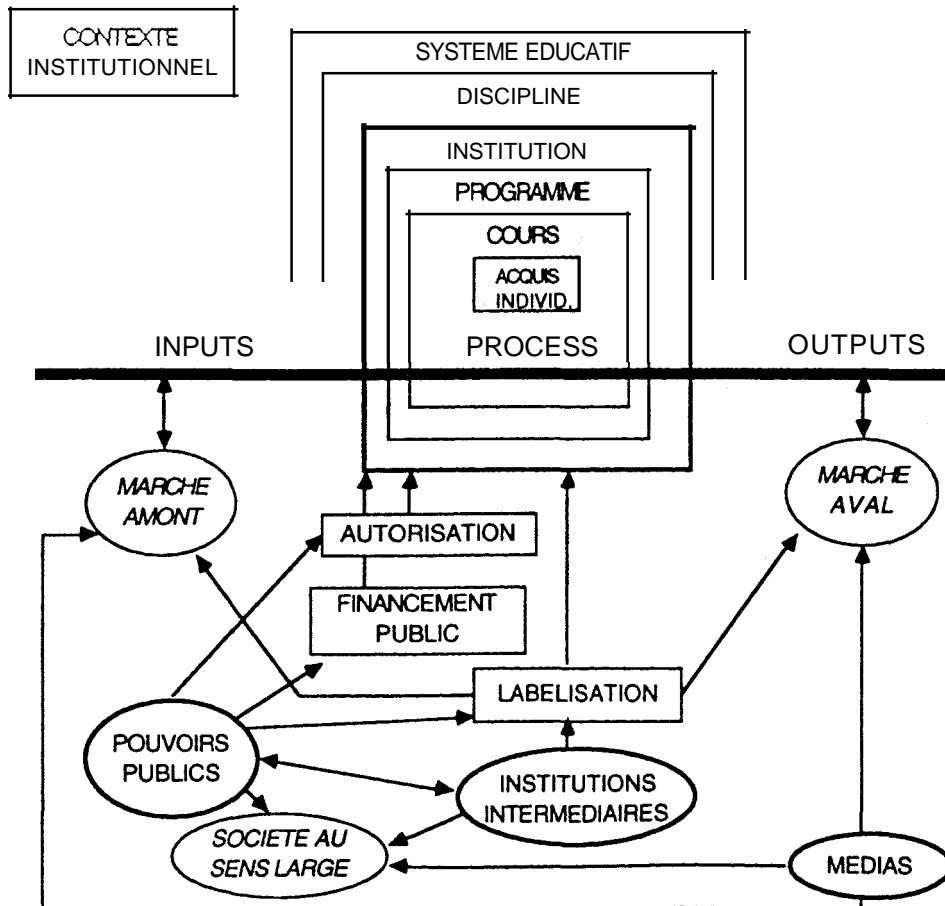 CONTEXTE
INSTITUTIONNEL
SYSTEME EDUCATIF
DISCIPLINE
INSTITUTION
PROGRAMME
COURS
ACQUIS
INDIVID.
INPUTS
PROCESS
OUTPUTS
MARCHE
AMONT
MARCHE
AVAL
AUTORISATION
FINANCEMENT
PUBLIC
LABELISATION
POUVOIRS
PUBLICS
INSTITUTIONS
INTERMEDIAIRES
SOCIETE AU
SENS LARGE
MEDIAS